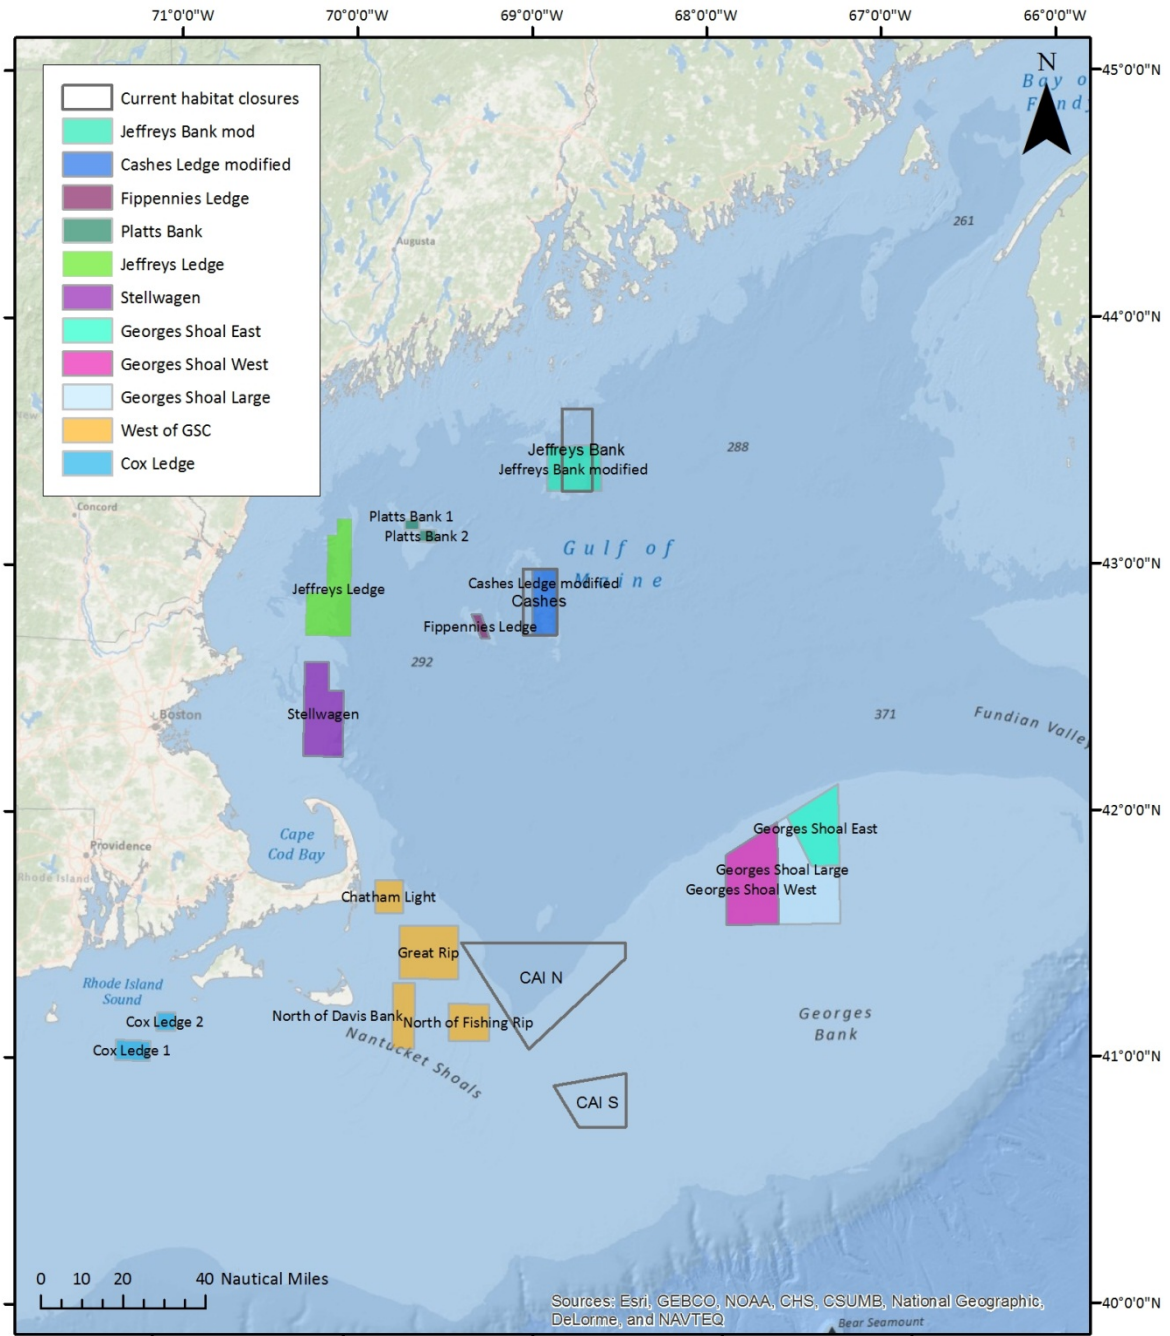 71°0'0"W 70°0'0"W 69°0'0"W 68°0'0"W 67°0'0"W 66°0'0"W
N
45°0'0"N
Current habitat closures
Jeffreys Bank mod
Cashes Ledge modified
Fippennies Ledge
Platts Bank
Jeffreys Ledge
Stellwagen
Georges Shoal East
Georges Shoal West
Georges Shoal Large
West of GSC
Cox Ledge
Bay o
Fundy
261
Augusta
44°0'0"N
New
288
Jeffreys Bank
Jeffreys Bank modified
Concord
Platts Bank 1
Platts Bank 2
Gulf of
Maine
43°0'0"N
Cashes Ledge modified
Cashes
Jeffreys Ledge
Fippennies Ledge
292
Stellwagen
Boston
371
Fundian Valley
42°0'0"N
Cape
Cod Bay
Georges Shoal East
Providence
Georges Shoal Large
Rhode Island
Georges Shoal West
Chatham Light
Great Rip
CAI N
Rhode Island
Sound
Cox Ledge 2
North of Davis Bank
North of Fishing Rip
Georges
Bank
Cox Ledge 1
Nantucket Shoals
41°0'0"N
CAI S
0 10 20 40 Nautical Miles
Sources: Esri, GEBCO, NOAA, CHS, CSUMB, National Geographic,
DeLorme, and NAVTEQ
40°0'0"N
Bear Seamount